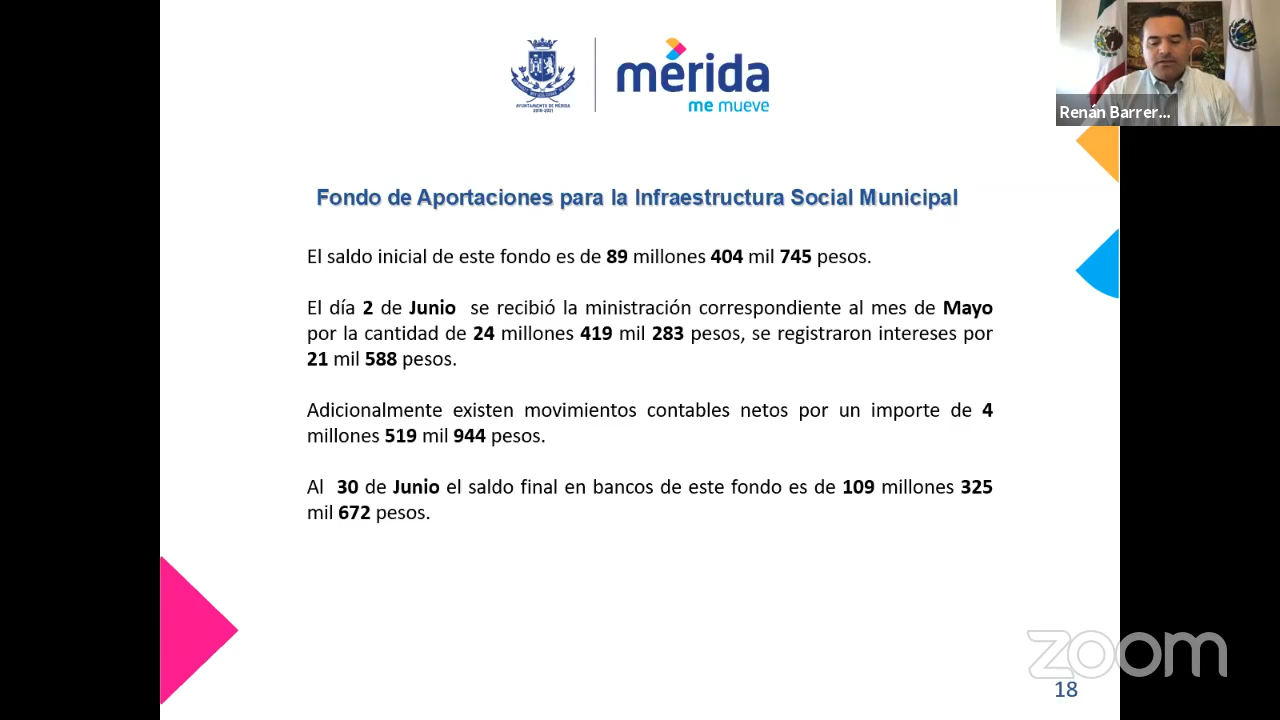 mérida
me mueve
AYUNTAMIENTO DE MÉRIDA
2018-2021
Renán Barrer...
Fondo de Aportaciones para la Infraestructura Social Municipal
El saldo inicial de este fondo es de 89 millones 404 mil 745 pesos.
El día 2 de Junio se recibió la ministración correspondiente al mes de Mayo
por la cantidad de 24 millones 419 mil 283 pesos, se registraron intereses por
21 mil 588 pesos.
Adicionalmente existen movimientos contables netos por un importe de 4
millones 519 mil 944 pesos.
Al 30 de Junio el saldo final en bancos de este fondo es de 109 millones 325
mil 672 pesos.
zoom
18